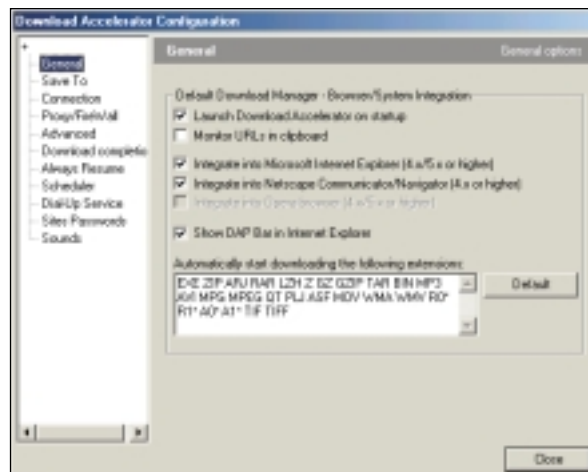 Download Accelerator Configuration
General
Save To
Connection
Proxy/Firewall
Advanced
Download completio
Always Resume
Scheduler
Dial-Up Service
Sites Passwords
Sounds
General
General options
Default Download Manager - Browser/System Integration
Launch Download Accelerator on startup
Monitor URLs in clipboard
Integrate into Microsoft Internet Explorer (4.x/5.x or higher)
Integrate into Netscape Communicator/Navigator (4.x or higher)
Integrate into Opera browser (4.x/5.x or higher)
Show DAP Bar in Internet Explorer
Automatically start downloading the following extensions:
EXE ZIP ARJ RAR LZH Z GZ GZIP TAR BIN MP3
AVI MPG MPEG QT PLJ ASF MOV WMA WMV R0*
R1* A0* A1* TIF TIFF
Default
Close